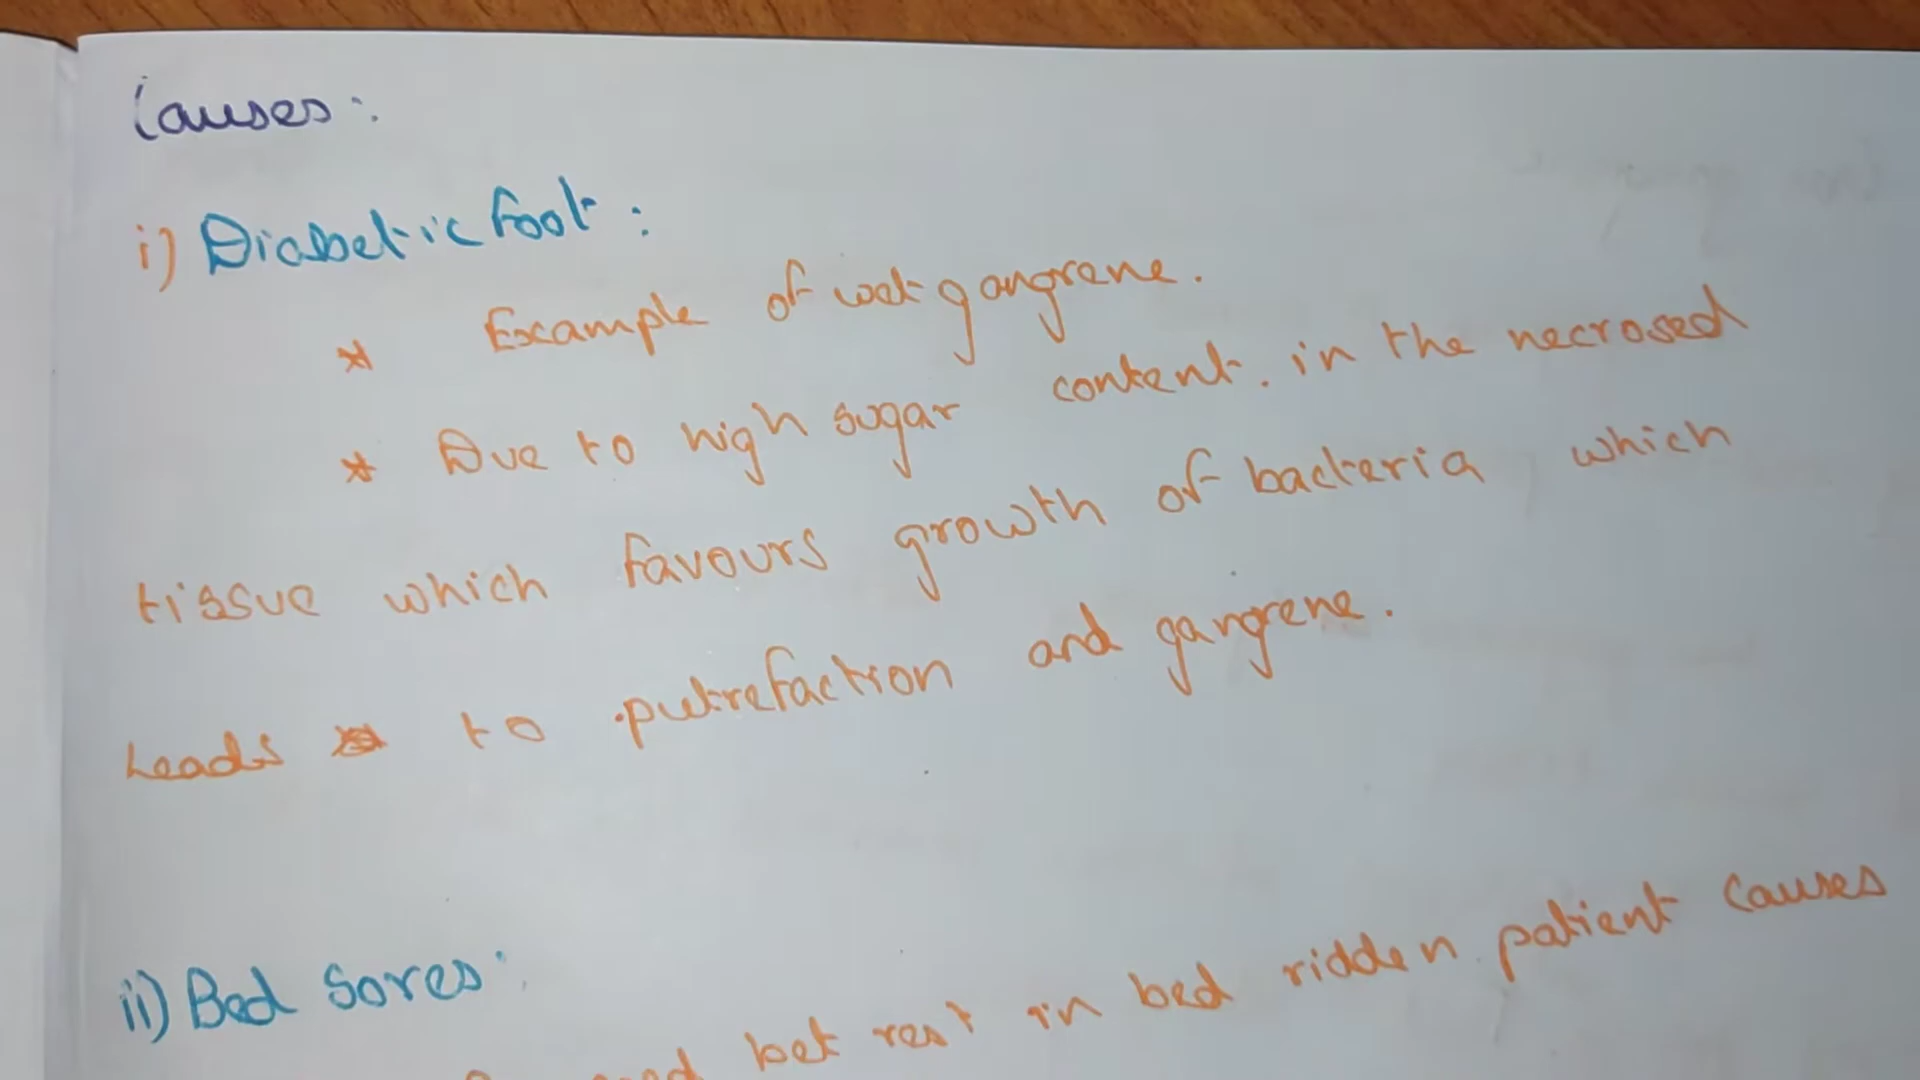 Causes:
i) Diabetic foot:
* Example of wet gangrene.
* Due to high sugar content. in the necrosed
tissue which favours growth of bacteria which
Leads to putrefaction and gangrene.
ii) Bed Sores:
bet rest in bed ridden patient causes